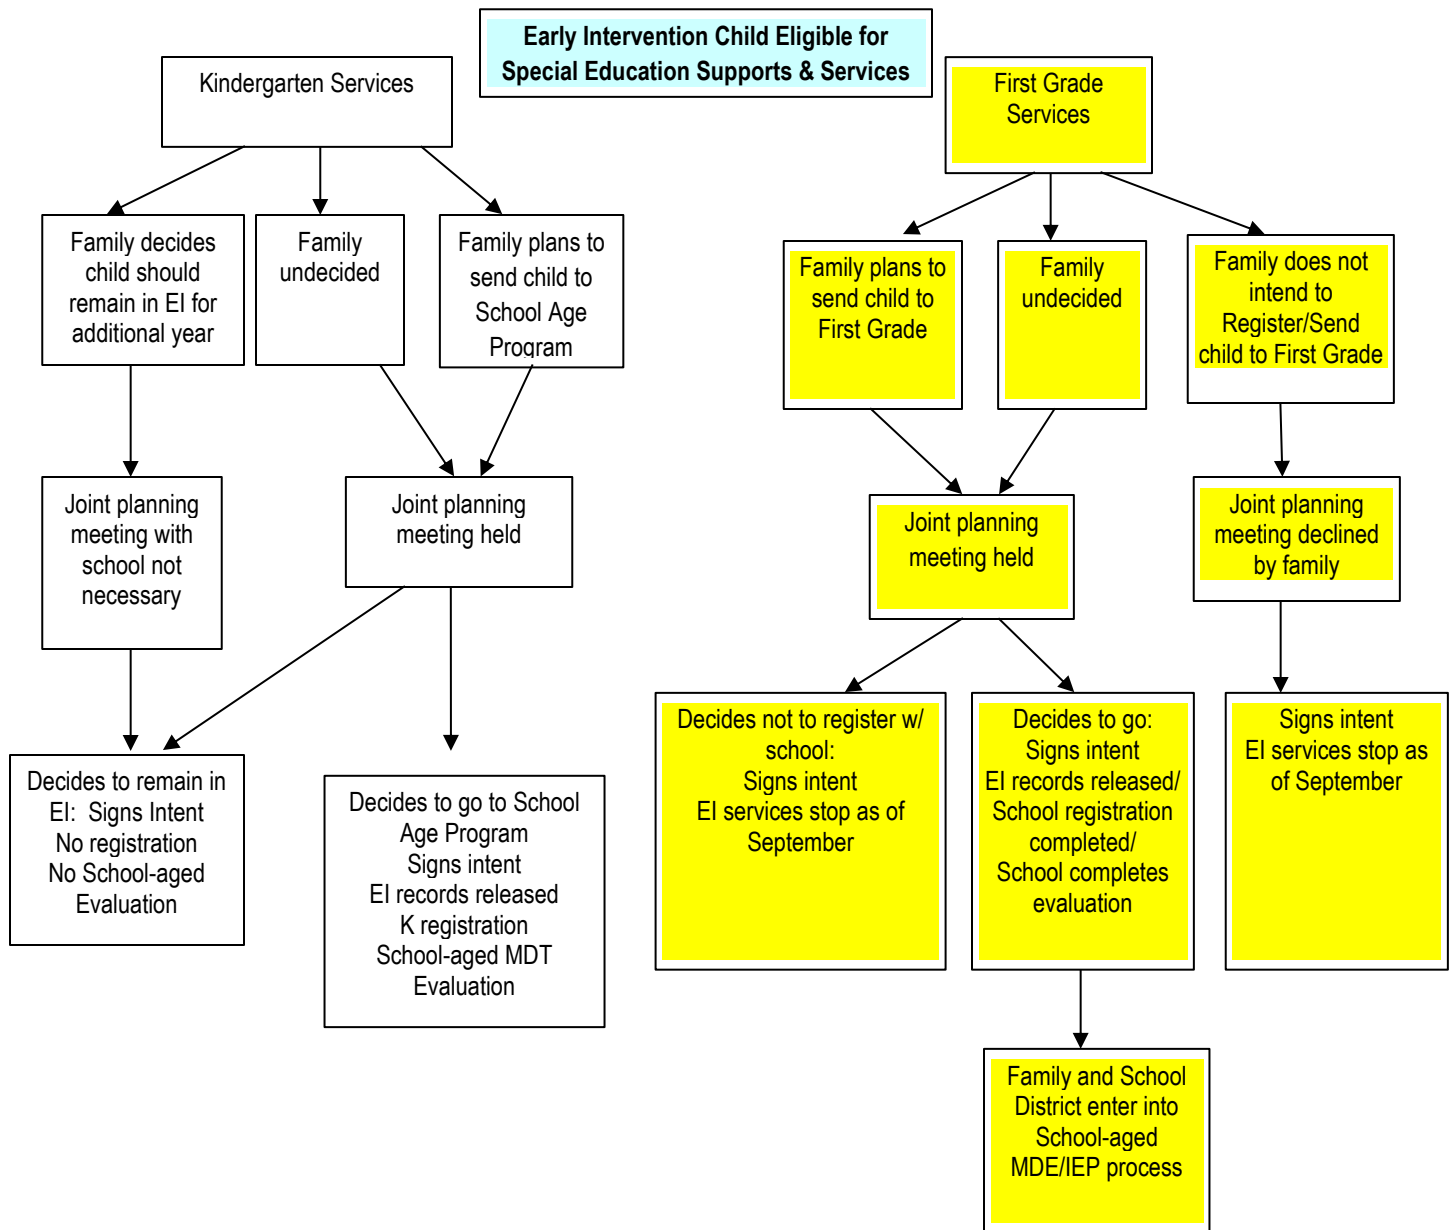 Early Intervention Child Eligible for
Special Education Supports & Services
Kindergarten Services
First Grade
Services
Family decides
child should
remain in EI for
additional year
Family
undecided
Family plans to
send child to
School Age
Program
Family plans to
send child to
First Grade
Family
undecided
Family does not
intend to
Register/Send
child to First Grade
Joint planning
meeting with
school not
necessary
Joint planning
meeting held
Joint planning
meeting held
Joint planning
meeting declined
by family
Decides to remain in
EI: Signs Intent
No registration
No School-aged
Evaluation
Decides to go to School
Age Program
Signs intent
EI records released
K registration
School-aged MDT
Evaluation
Decides not to register w/
school:
Signs intent
EI services stop as of
September
Decides to go:
Signs intent
EI records released/
School registration
completed/
School completes
evaluation
Signs intent
EI services stop as
of September
Family and School
District enter into
School-aged
MDE/IEP process